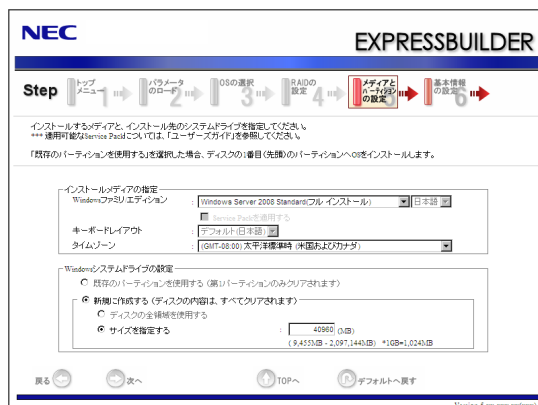 NEC
EXPRESSBUILDER
Step
トップメニュー 1
パラメータのロード 2
OSの選択 3
RAIDの設定 4
メディアとパーティションの設定 5
基本情報の設定 6
インストールするメディアと、インストール先のシステムドライブを指定してください。
*** 適用可能なService Packについては、「ユーザーズガイド」を参照してください。
「既存のパーティションを使用する」を選択した場合、ディスクの1番目(先頭)のパーティションへOSをインストールします。
インストールメディアの指定
Windowsファミリ/エディション : Windows Server 2008 Standard(フル インストール) 日本語
Service Packを適用する
キーボードレイアウト : デフォルト(日本語)
タイムゾーン : (GMT-08:00) 太平洋標準時 (米国およびカナダ)
Windowsシステムドライブの設定
既存のパーティションを使用する (第1パーティションのみクリアされます)
新規に作成する (ディスクの内容は、すべてクリアされます)
ディスクの全領域を使用する
サイズを指定する : 40960 (MB)
( 9,455MB - 2,097,144MB) *1GB=1,024MB
戻る 次へ TOPへ デフォルトへ戻す